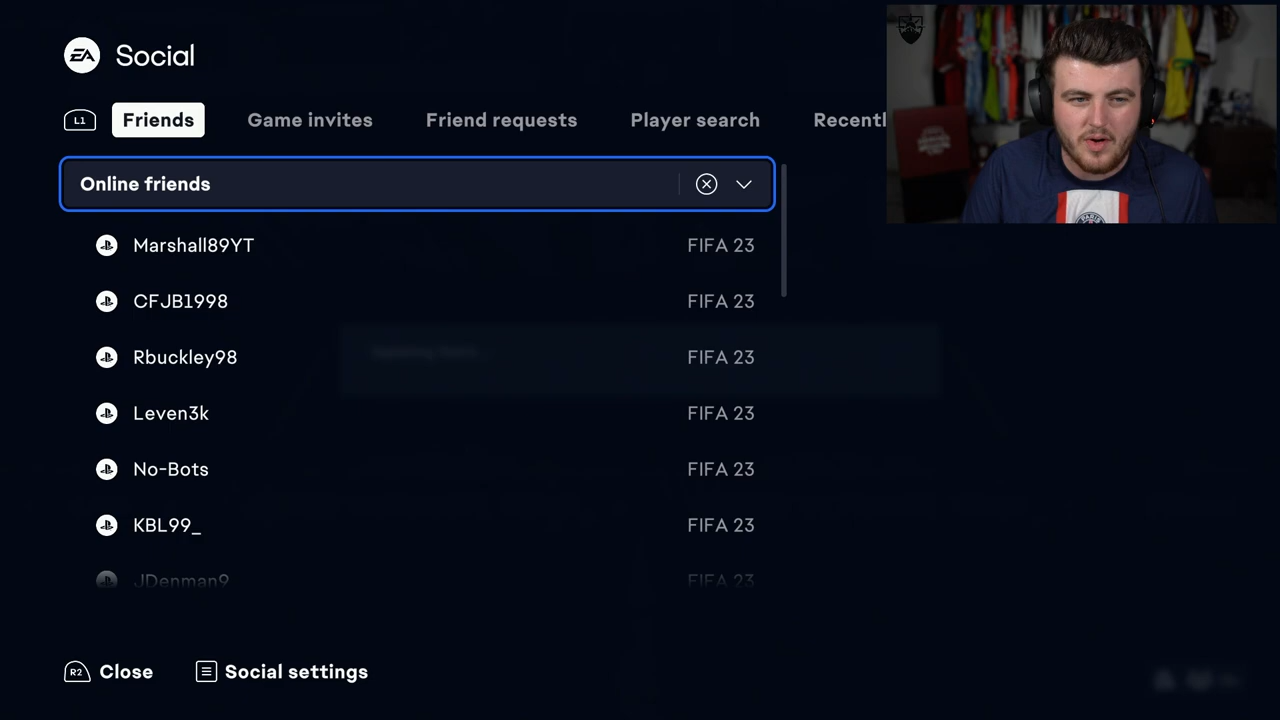 EA Social
L1 Friends Game invites Friend requests Player search Recentl
Online friends
Marshall89YT FIFA 23
CFJB1998 FIFA 23
Rbuckley98 FIFA 23
Leven3k FIFA 23
No-Bots FIFA 23
KBL99_ FIFA 23
JDenman9 FIFA 23
R2 Close Social settings